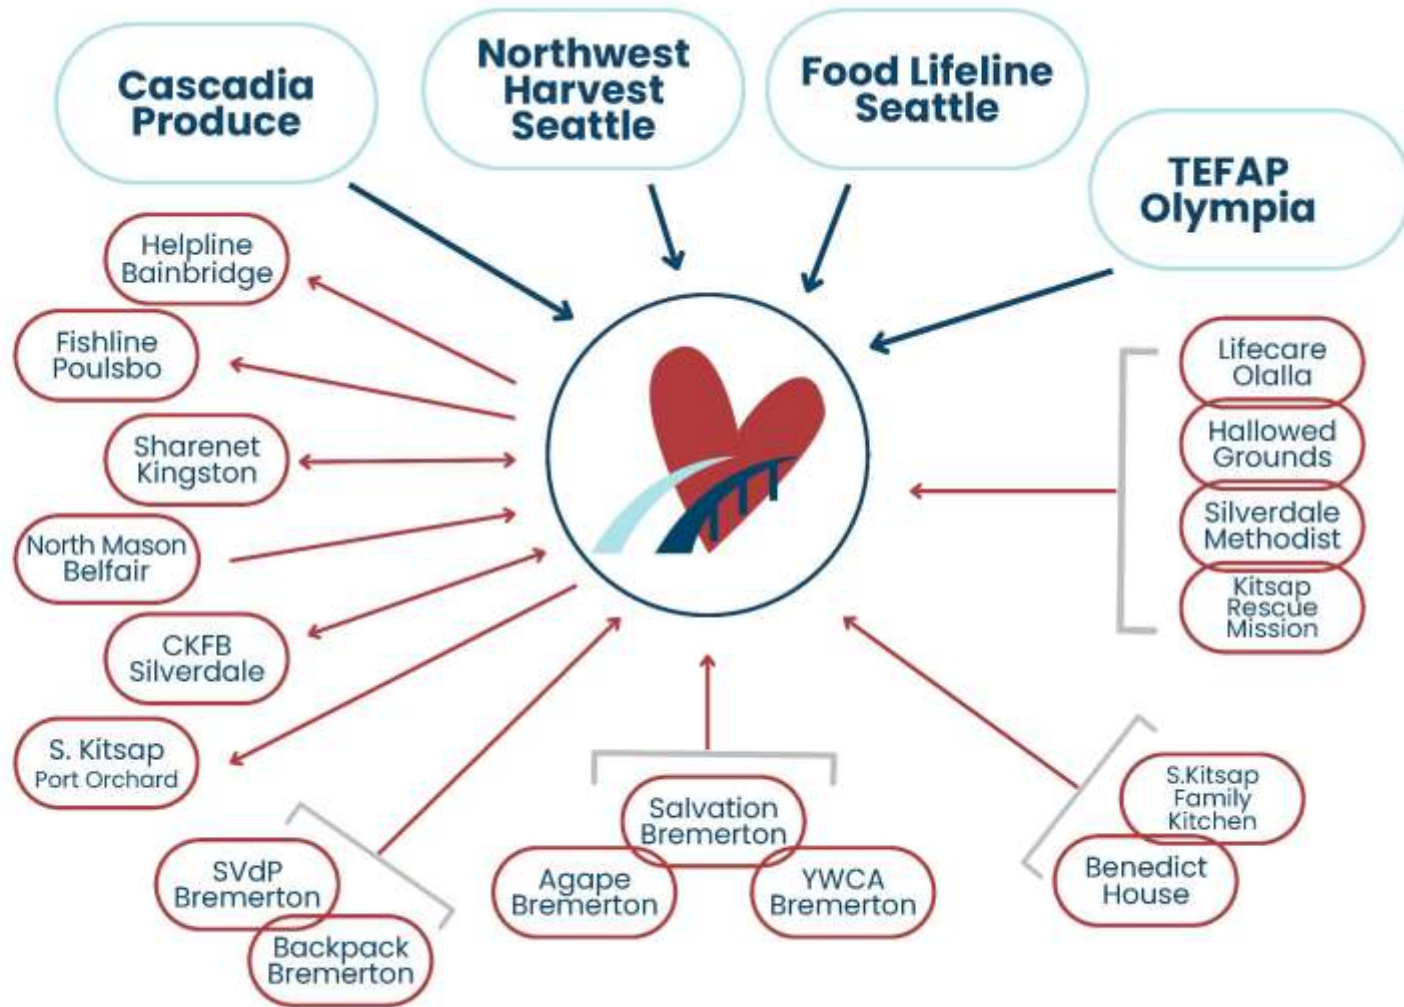 Cascadia
Produce
Northwest
Harvest
Seattle
Food Lifeline
Seattle
TEFAP
Olympia
Helpline
Bainbridge
Fishline
Poulsbo
Sharenet
Kingston
North Mason
Belfair
CKFB
Silverdale
S. Kitsap
Port Orchard
SVdP
Bremerton
Backpack
Bremerton
Salvation
Bremerton
Agape
Bremerton
YWCA
Bremerton
S.Kitsap
Family
Kitchen
Benedict
House
Lifecare
Olalla
Hallowed
Grounds
Silverdale
Methodist
Kitsap
Rescue
Mission